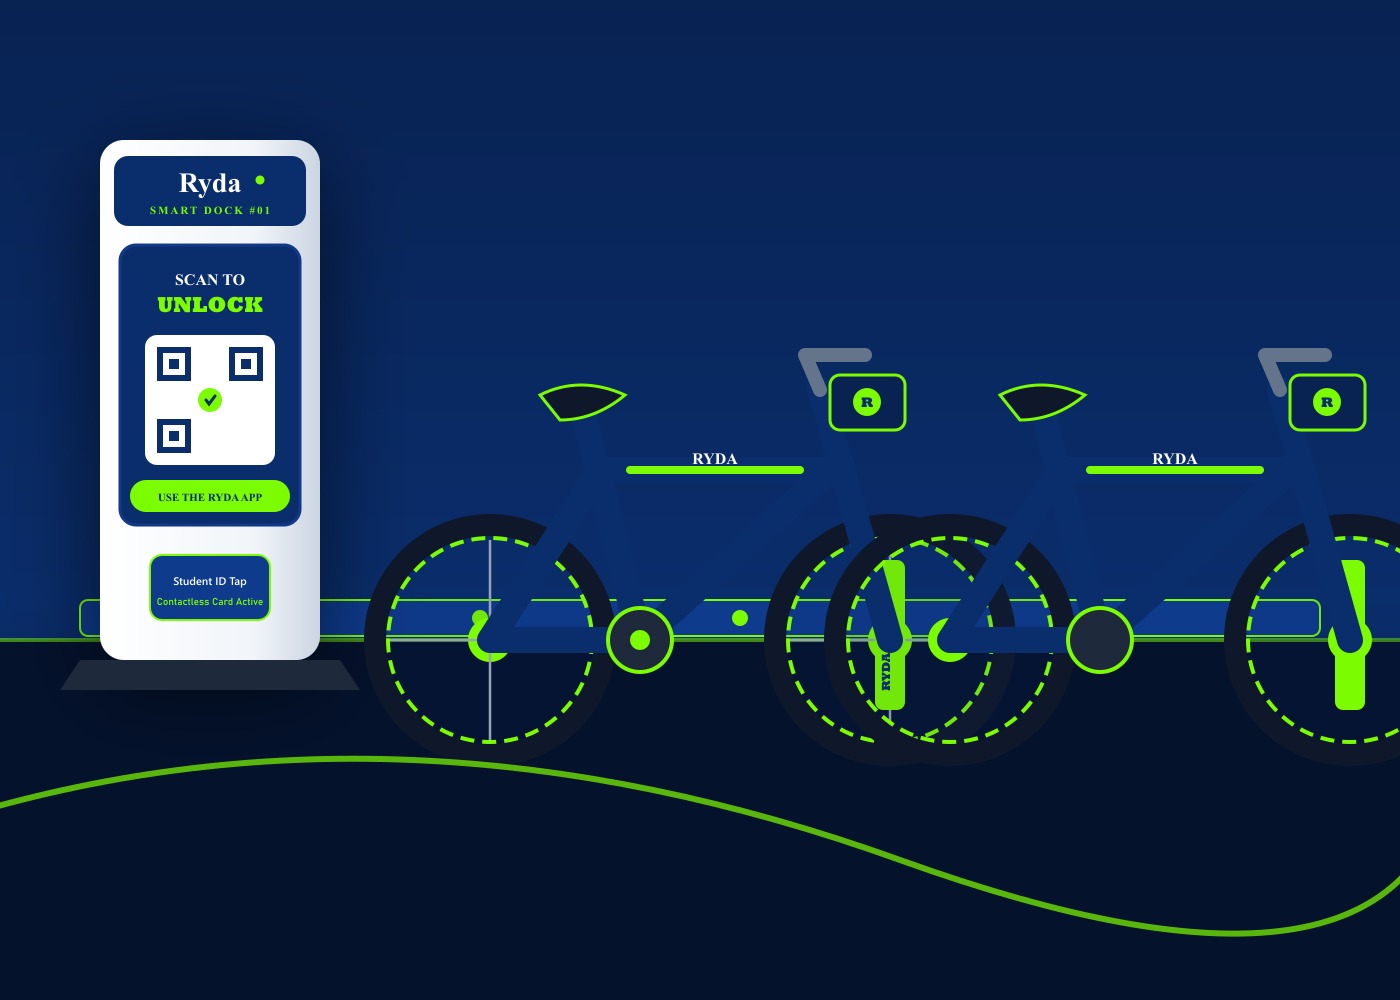 Ryda
SMART DOCK #01
SCAN TO
UNLOCK
USE THE RYDA APP
Student ID Tap
Contactless Card Active
RYDA
R
RYDA
RYDA
R